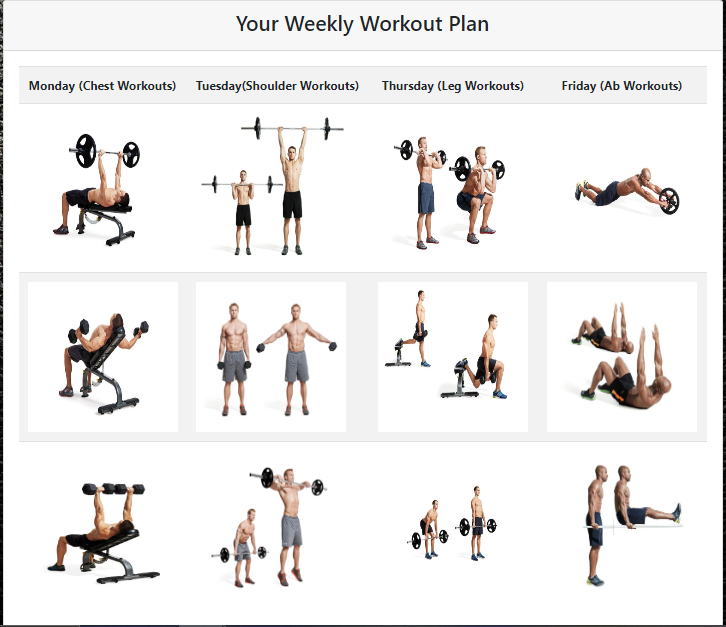 Your Weekly Workout Plan
Monday (Chest Workouts)
Tuesday(Shoulder Workouts)
Thursday (Leg Workouts)
Friday (Ab Workouts)